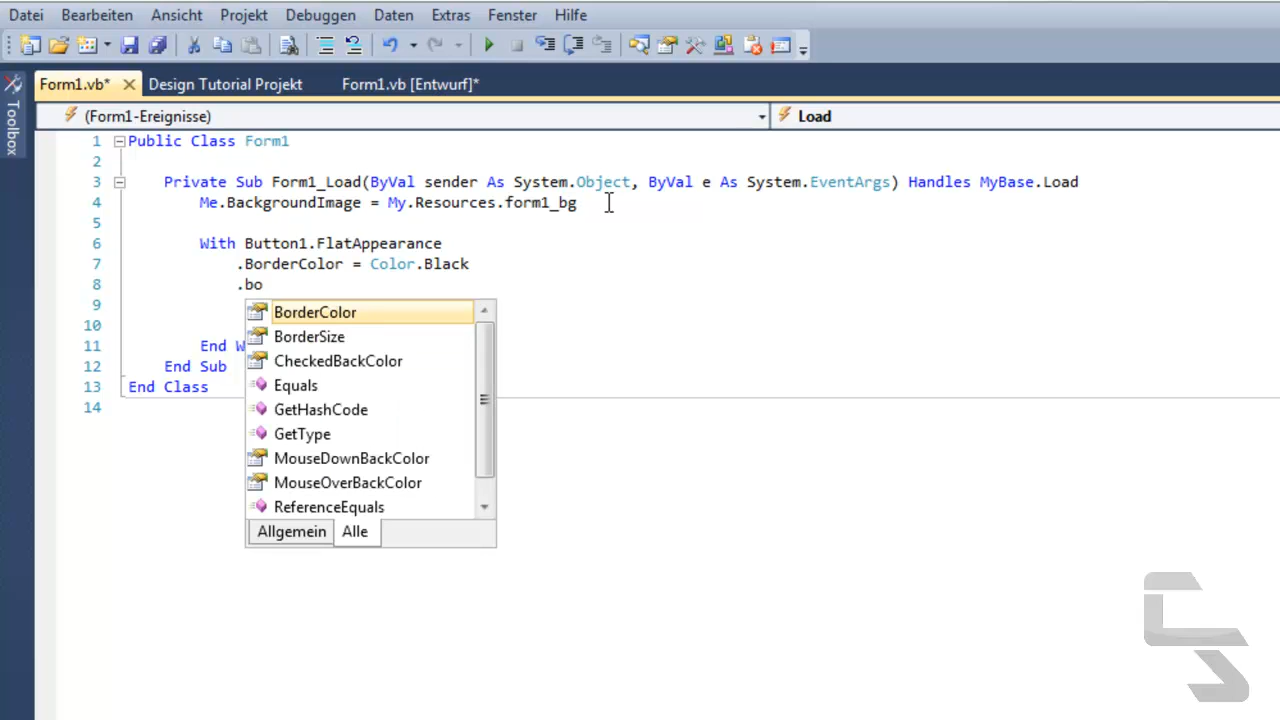 Datei Bearbeiten Ansicht Projekt Debuggen Daten Extras Fenster Hilfe
Form1.vb* Design Tutorial Projekt Form1.vb [Entwurf]*
Toolbox
(Form1-Ereignisse) Load
1 Public Class Form1
2
3 Private Sub Form1_Load(ByVal sender As System.Object, ByVal e As System.EventArgs) Handles MyBase.Load
4 Me.BackgroundImage = My.Resources.form1_bg
5
6 With Button1.FlatAppearance
7 .BorderColor = Color.Black
8 .bo
9
10
11 End W
12 End Sub
13 End Class
14
BorderColor
BorderSize
CheckedBackColor
Equals
GetHashCode
GetType
MouseDownBackColor
MouseOverBackColor
ReferenceEquals
Allgemein Alle
CS